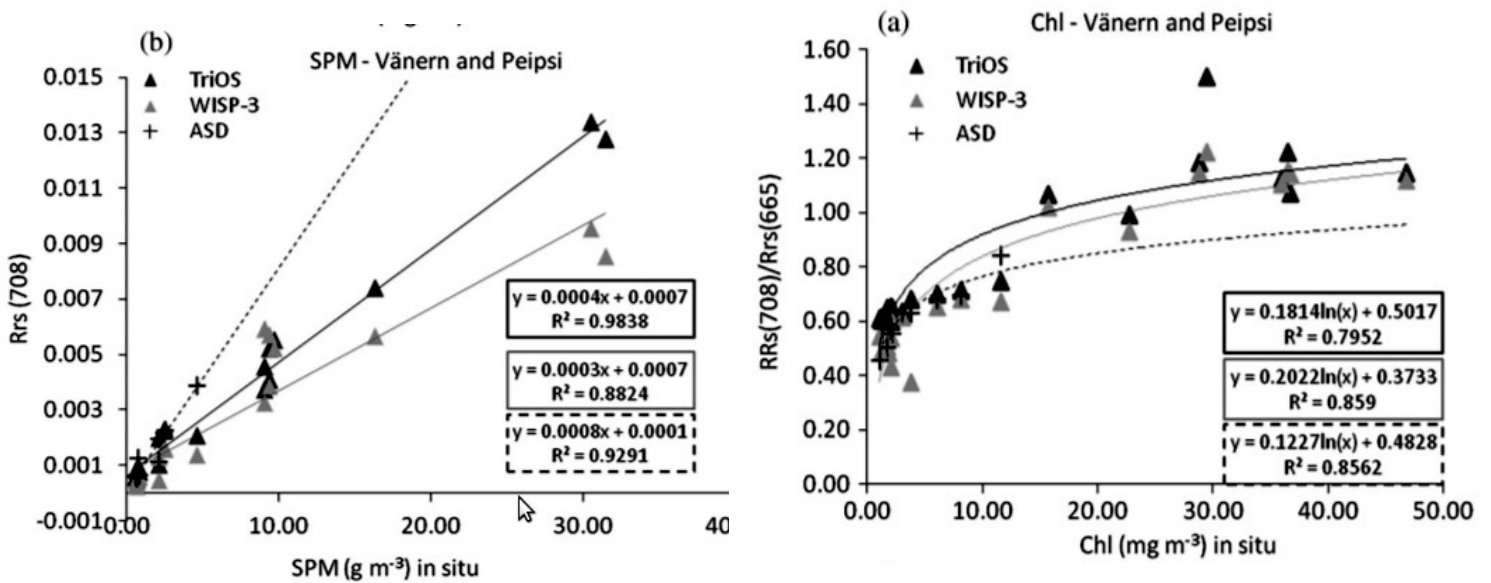 (b)
SPM - Vänern and Peipsi
TriOS
WISP-3
ASD
0.015
0.013
0.011
0.009
0.007
0.005
0.003
0.001
-0.001
Rrs (708)
y = 0.0004x + 0.0007
R² = 0.9838
y = 0.0003x + 0.0007
R² = 0.8824
y = 0.0008x + 0.0001
R² = 0.9291
10.00 20.00 30.00
SPM (g m⁻³) in situ
(a)
Chl - Vänern and Peipsi
TriOS
WISP-3
ASD
1.60
1.40
1.20
1.00
0.80
0.60
0.40
0.20
0.00
RRs(708)/Rrs(665)
y = 0.1814ln(x) + 0.5017
R² = 0.7952
y = 0.2022ln(x) + 0.3733
R² = 0.859
y = 0.1227ln(x) + 0.4828
R² = 0.8562
0.00 10.00 20.00 30.00 40.00 50.00
Chl (mg m⁻³) in situ